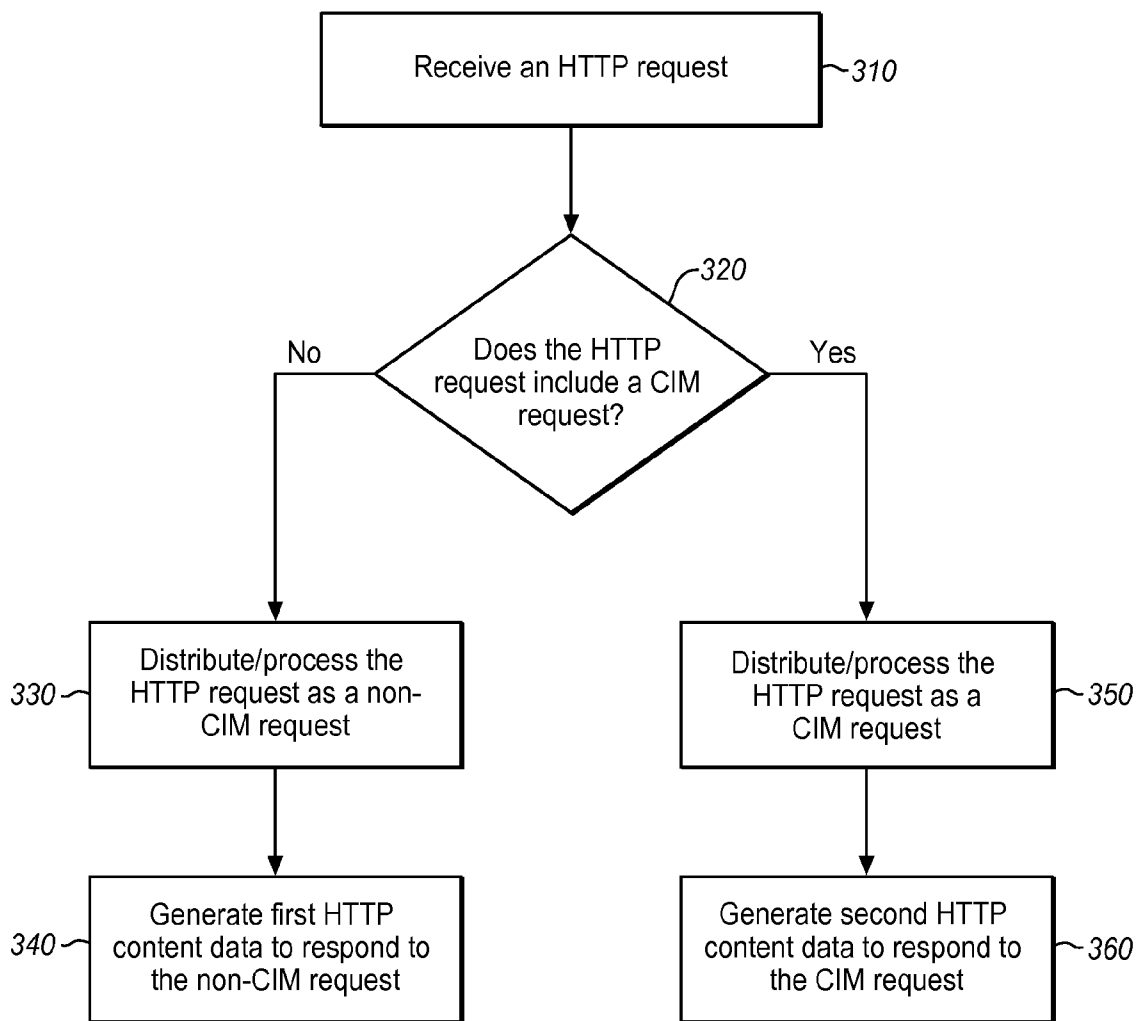 Receive an HTTP request
310
320
No
Yes
Does the HTTP
request include a CIM
request?
Distribute/process the
HTTP request as a non-
CIM request
330
Distribute/process the
HTTP request as a
CIM request
350
Generate first HTTP
content data to respond to
the non-CIM request
340
Generate second HTTP
content data to respond to
the CIM request
360